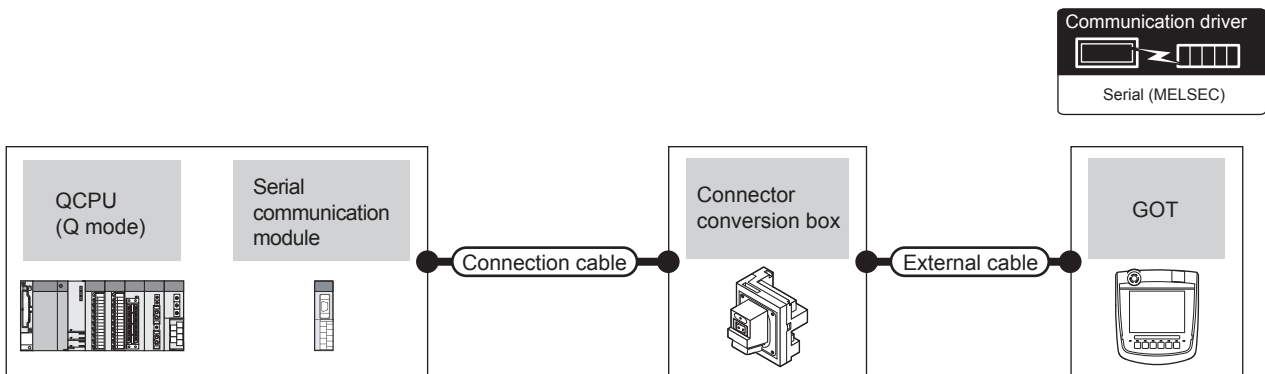 Communication driver
Serial (MELSEC)
QCPU
(Q mode)
Serial
communication
module
Connection cable
Connector
conversion box
External cable
GOT